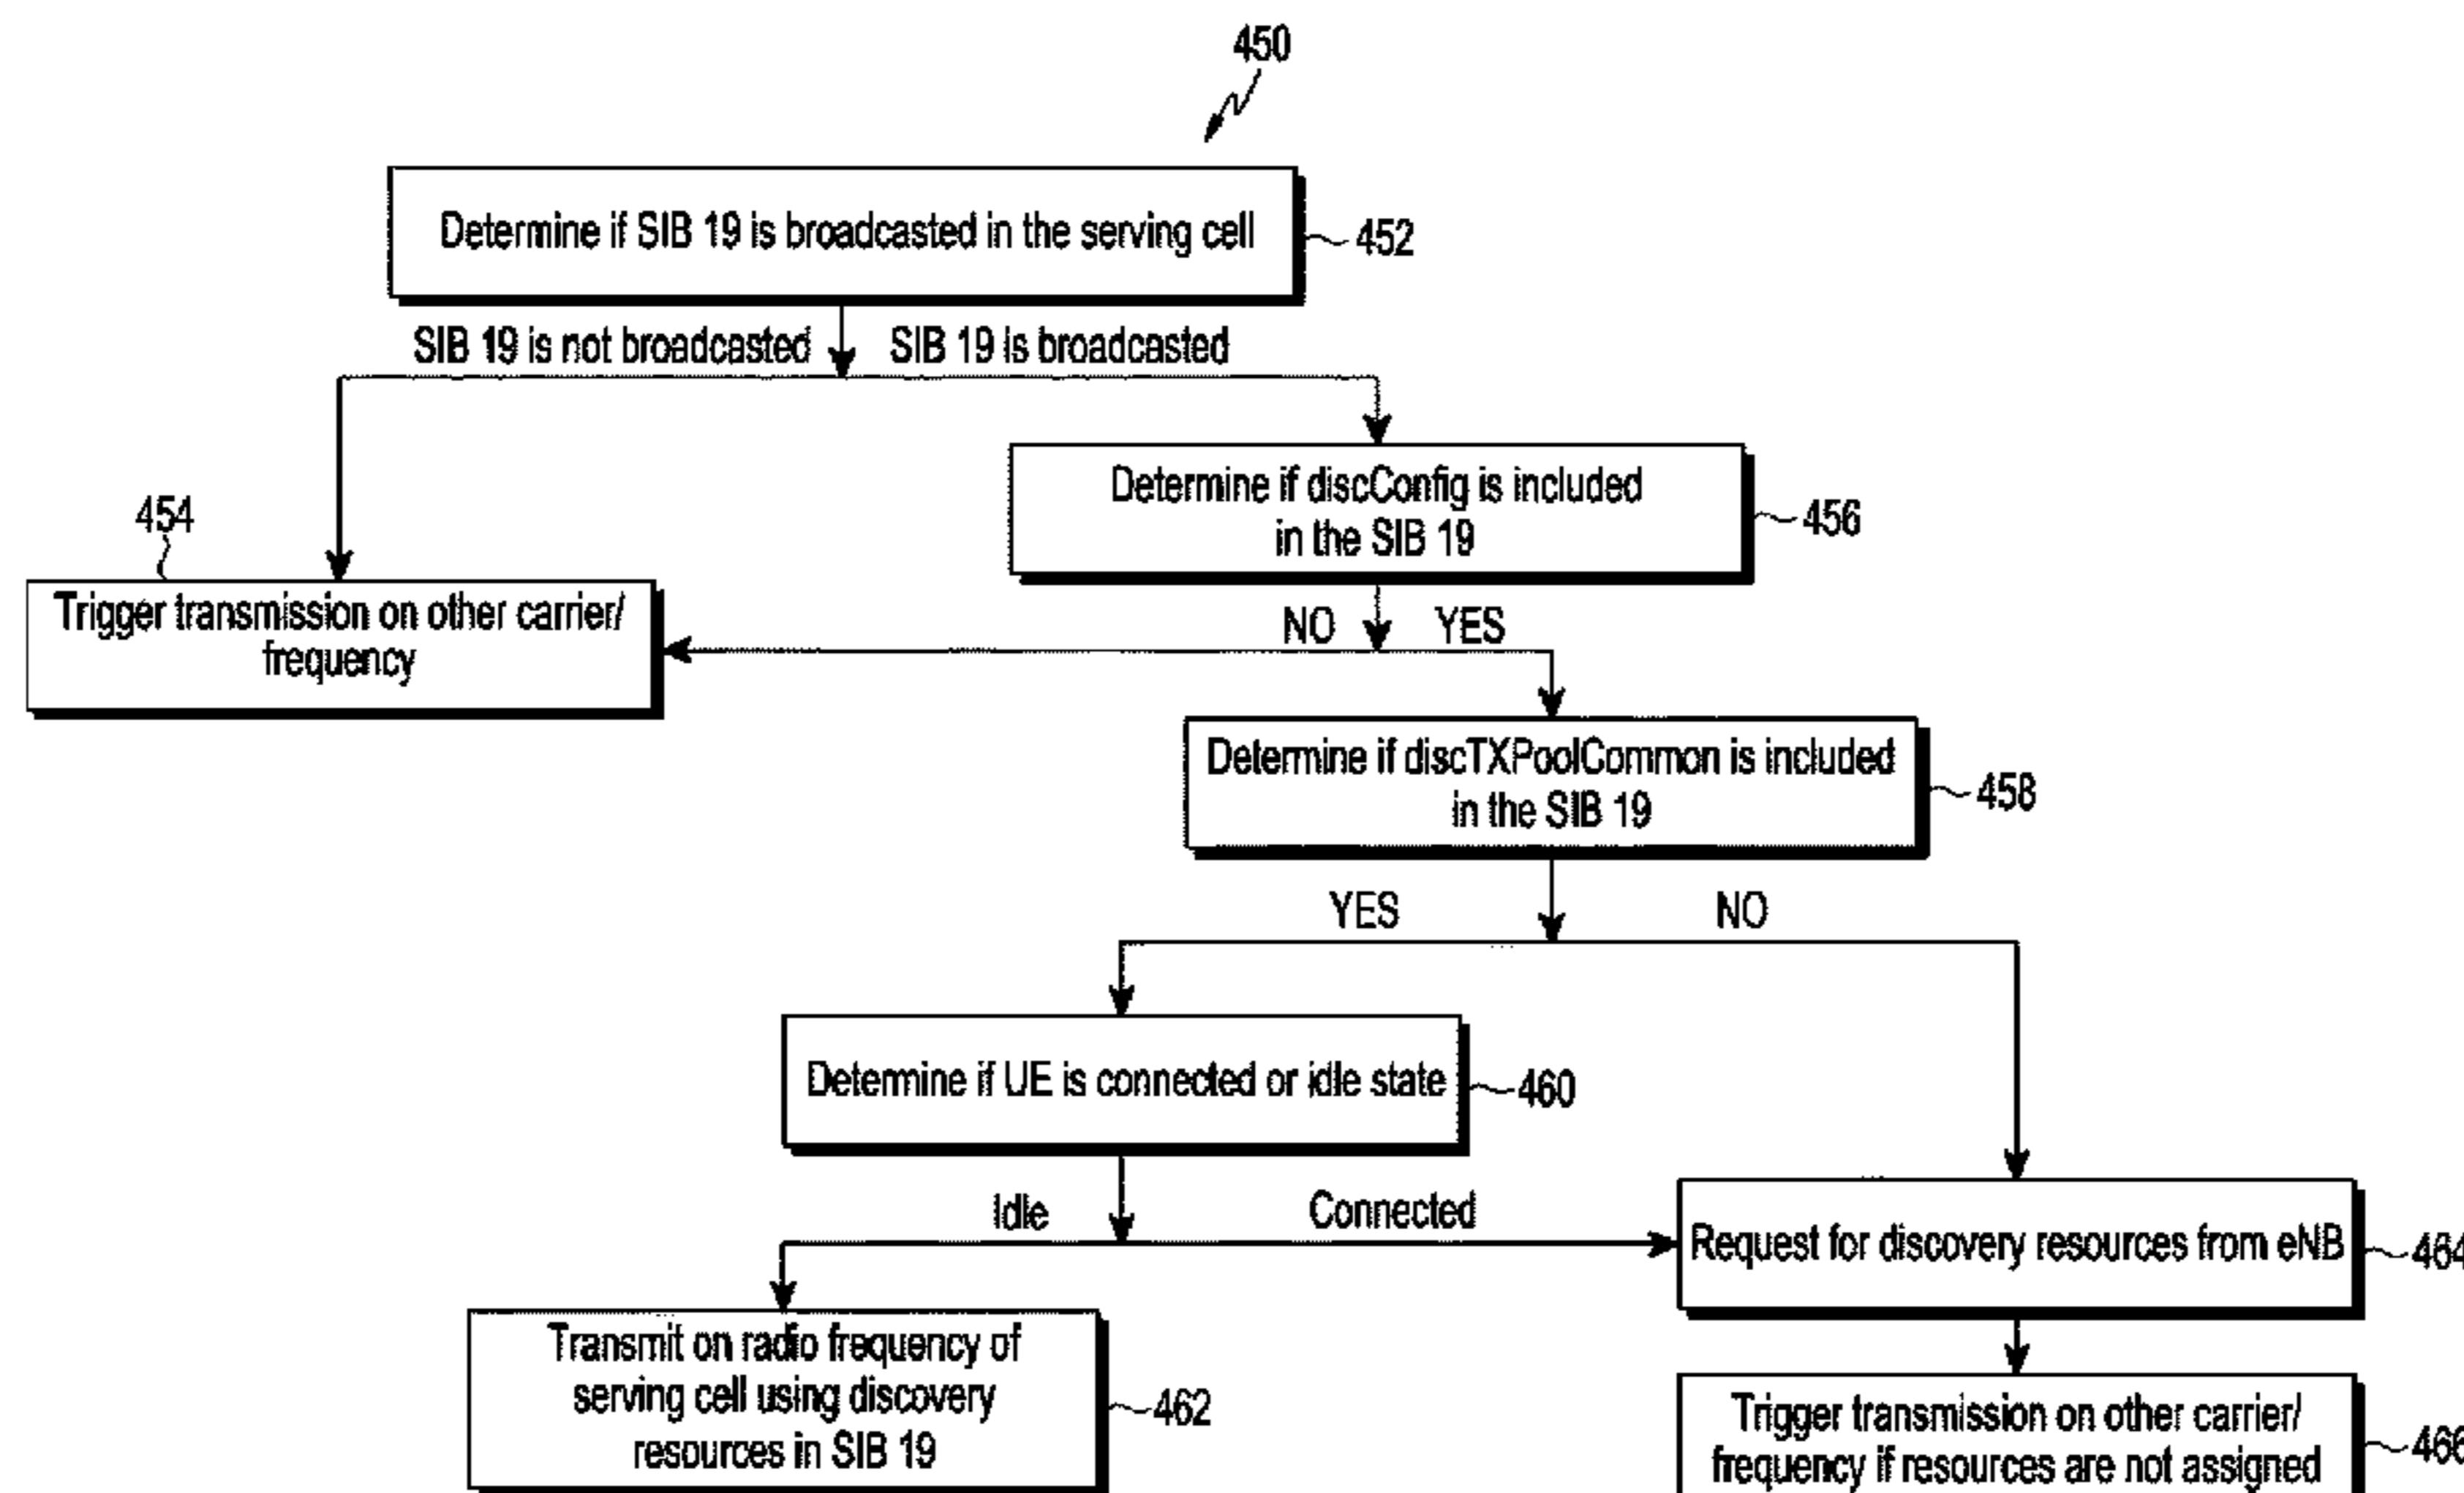 450
Determine if SIB 19 is broadcasted in the serving cell
452
SIB 19 is not broadcasted
SIB 19 is broadcasted
Determine if discConfig is included
in the SIB 19
456
454
Trigger transmission on other carrier/
frequency
NO
YES
Determine if discTXPoolCommon is included
in the SIB 19
458
YES
NO
Determine if UE is connected or idle state
460
Idle
Connected
Request for discovery resources from eNB
464
Transmit on radio frequency of
serving cell using discovery
resources in SIB 19
462
Trigger transmission on other carrier/
frequency if resources are not assigned
466